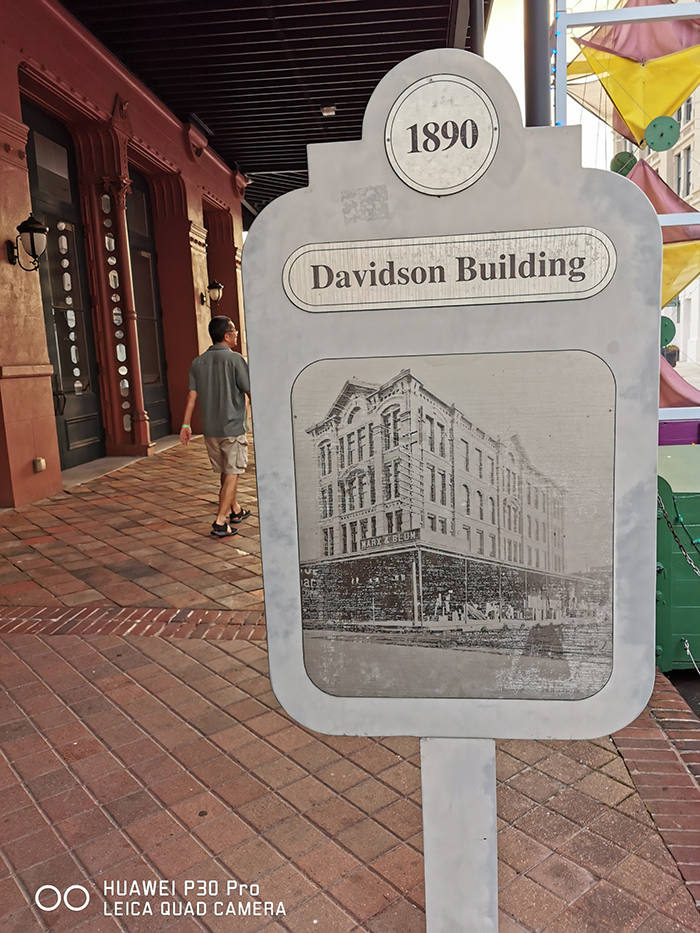 1890
Davidson Building
MARX & BLUM
HUAWEI P30 Pro
LEICA QUAD CAMERA